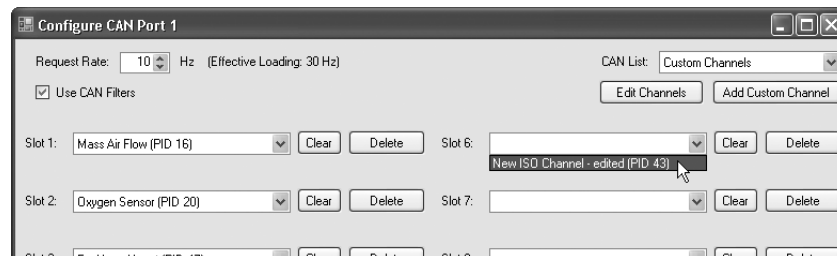 Configure CAN Port 1
Request Rate: 10 Hz (Effective Loading: 30 Hz) CAN List: Custom Channels
Use CAN Filters Edit Channels Add Custom Channel
Slot 1: Mass Air Flow (PID 16) Clear Delete Slot 6: Clear Delete
New ISO Channel - edited (PID 43)
Slot 2: Oxygen Sensor (PID 20) Clear Delete Slot 7: Clear Delete